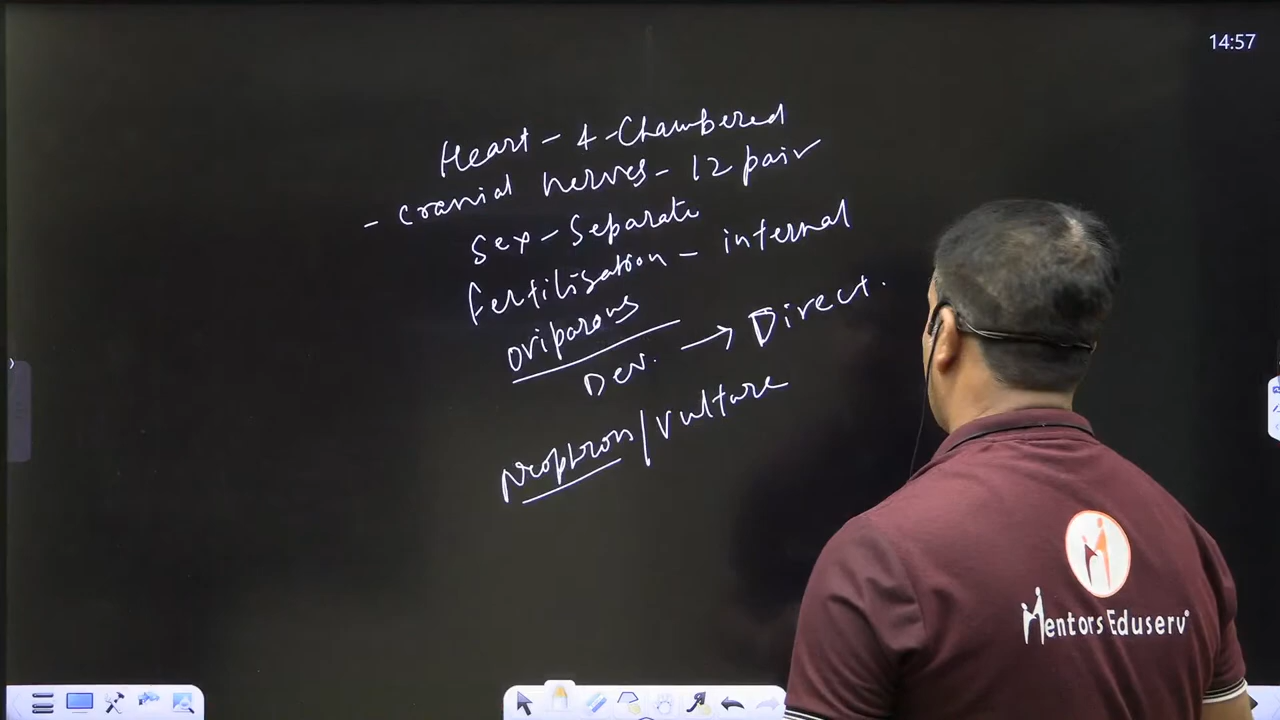 14:57
Heart - 4-Chambered
- Cranial nerves - 12 pair
Sex - Separate
Fertilisation - internal
oviparous
Dev. → Direct.
Neophron/Vulture
Mentors Eduserv